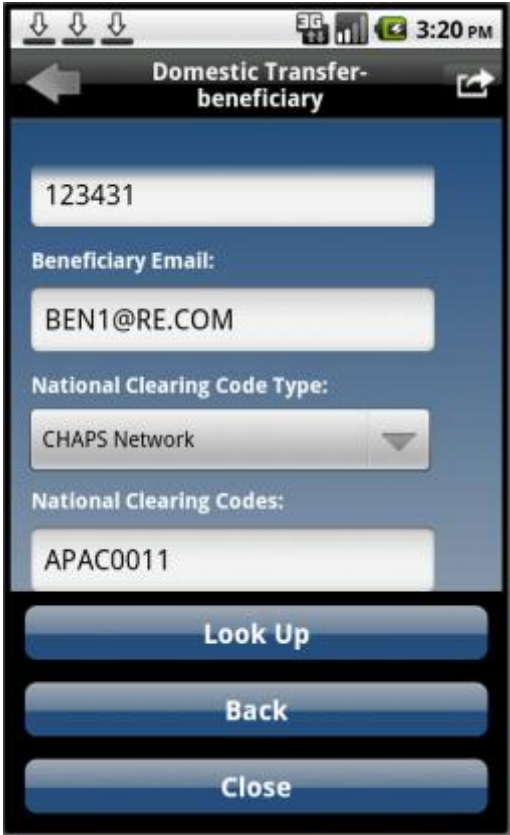 3G
3:20 PM
Domestic Transfer-
beneficiary
123431
Beneficiary Email:
BEN1@RE.COM
National Clearing Code Type:
CHAPS Network
National Clearing Codes:
APAC0011
Look Up
Back
Close